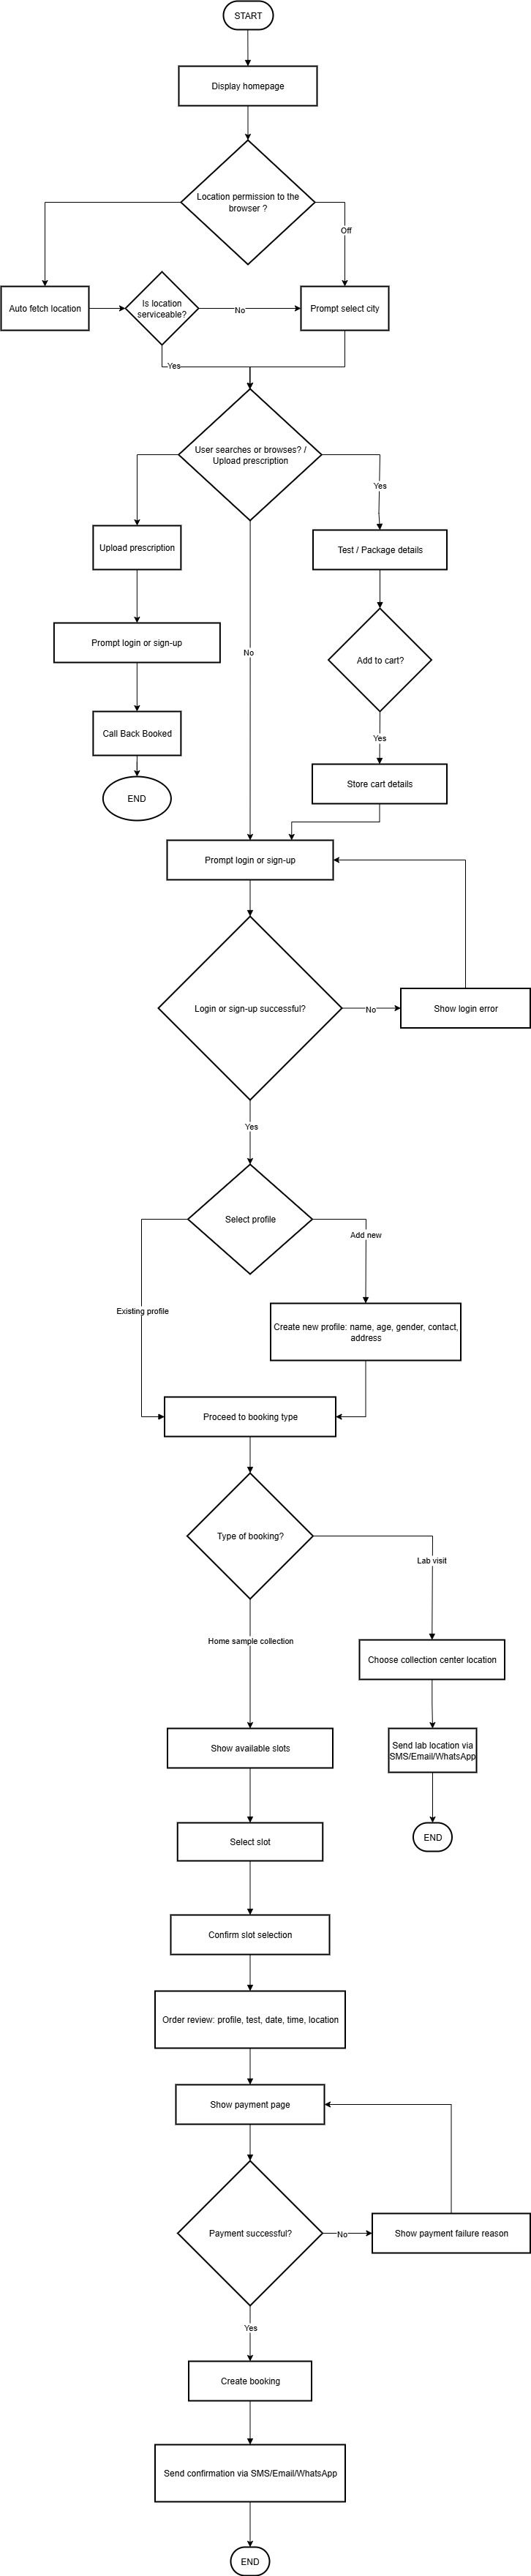 START
Display homepage
Location permission to the
browser ?
Off
Auto fetch location
Is location
serviceable?
No
Prompt select city
Yes
User searches or browses? /
Upload prescription
Yes
Upload prescription
Test / Package details
Prompt login or sign-up
No
Add to cart?
Call Back Booked
Yes
END
Store cart details
Prompt login or sign-up
Login or sign-up successful?
No
Show login error
Yes
Select profile
Add new
Existing profile
Create new profile: name, age, gender, contact,
address
Proceed to booking type
Type of booking?
Lab visit
Home sample collection
Choose collection center location
Show available slots
Send lab location via
SMS/Email/WhatsApp
Select slot
END
Confirm slot selection
Order review: profile, test, date, time, location
Show payment page
Payment successful?
No
Show payment failure reason
Yes
Create booking
Send confirmation via SMS/Email/WhatsApp
END